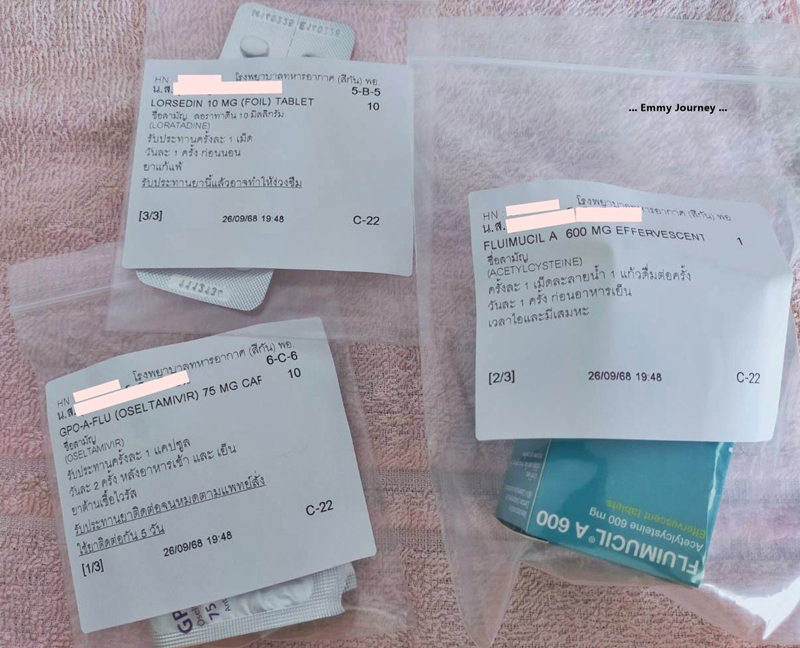 HN
โรงพยาบาลทหารอากาศ (สีกัน) พอ.
น.ส.
5-B-5
LORSEDIN 10 MG (FOIL) TABLET
10
ชื่อสามัญ ลอราทาดีน 10 มิลลิกรัม
(LORATADINE)
รับประทานครั้งละ 1 เม็ด
วันละ 1 ครั้ง ก่อนนอน
ยาแก้แพ้
รับประทานยานี้แล้วอาจทำให้ง่วงซึม
[3/3]
26/09/68 19:48
C-22
... Emmy Journey ...
HN
โรงพยาบาลทหารอากาศ (สีกัน) พอ.
น.ส.
FLUIMUCIL A 600 MG EFFERVESCENT
1
ชื่อสามัญ
(ACETYLCYSTEINE)
ครั้งละ 1 เม็ดละลายน้ำ 1 แก้วดื่มต่อครั้ง
วันละ 1 ครั้ง ก่อนอาหารเย็น
เวลาไอและมีเสมหะ
[2/3]
26/09/68 19:48
C-22
FLUIMUCIL® A 600
Acetylcysteine 600 mg
Effervescent tablets
HN
โรงพยาบาลทหารอากาศ (สีกัน) พอ.
น.ส.
6-C-6
GPO-A-FLU (OSELTAMIVIR) 75 MG CAP
10
ชื่อสามัญ
(OSELTAMIVIR)
รับประทานครั้งละ 1 แคปซูล
วันละ 2 ครั้ง หลังอาหารเช้า และ เย็น
ยาต้านเชื้อไวรัส
รับประทานยาติดต่อจนหมดตามแพทย์สั่ง
ใช้ยาติดต่อกัน 5 วัน
[1/3]
26/09/68 19:48
C-22
GP
75